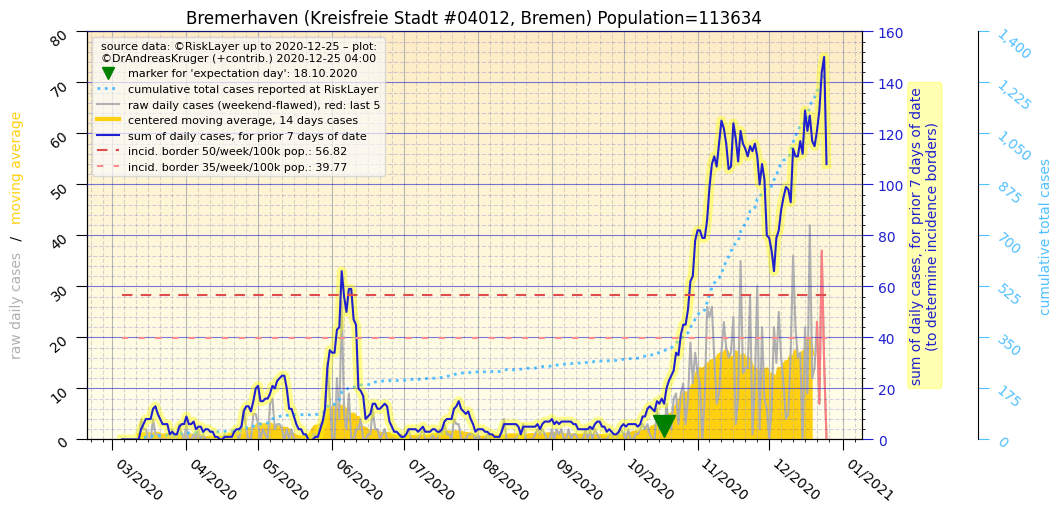 Bremerhaven (Kreisfreie Stadt #04012, Bremen) Population=113634
source data: ©RiskLayer up to 2020-12-25 – plot:
©DrAndreasKruger (+contrib.) 2020-12-25 04:00
marker for 'expectation day': 18.10.2020
cumulative total cases reported at RiskLayer
raw daily cases (weekend-flawed), red: last 5
centered moving average, 14 days cases
sum of daily cases, for prior 7 days of date
incid. border 50/week/100k pop.: 56.82
incid. border 35/week/100k pop.: 39.77
raw daily cases / moving average
80
70
60
50
40
30
20
10
0
03/2020
04/2020
05/2020
06/2020
07/2020
08/2020
09/2020
10/2020
11/2020
12/2020
01/2021
160
140
120
100
80
60
40
20
0
sum of daily cases, for prior 7 days of date
(to determine incidence borders)
1,400
1,225
1,050
875
700
525
350
175
0
cumulative total cases